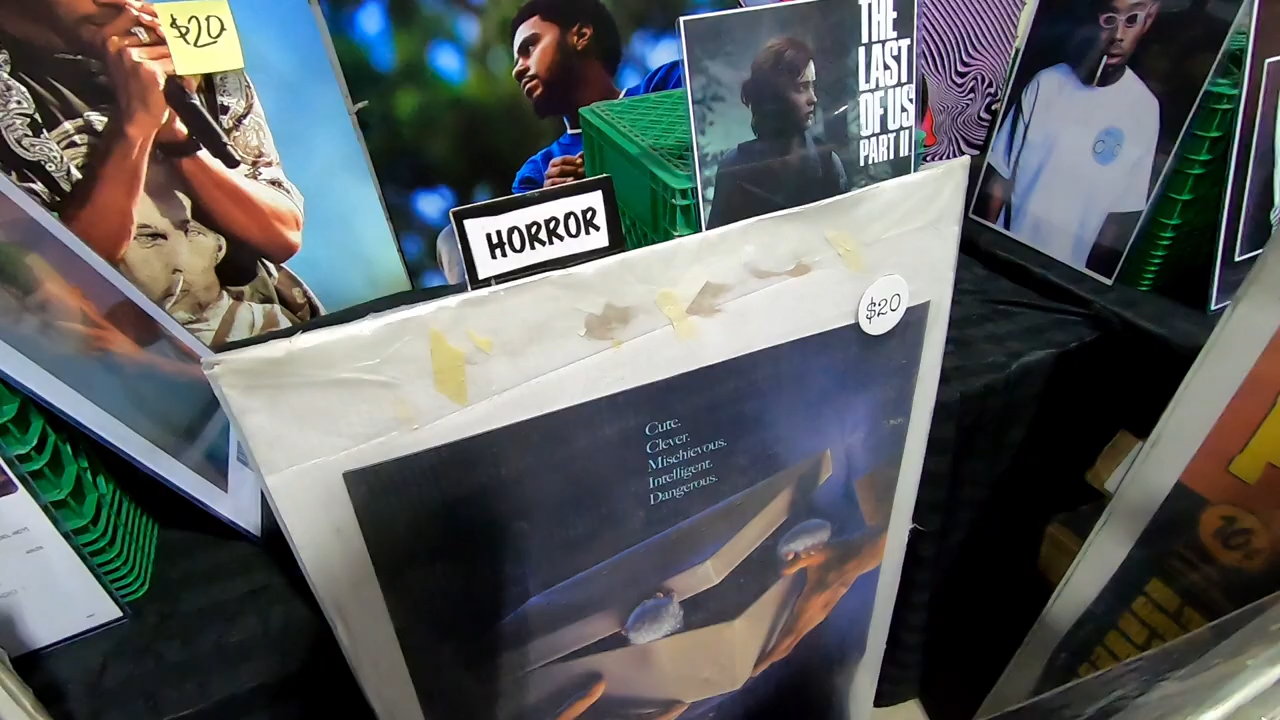 $20
THE
LAST
OF US
PART II
HORROR
$20
Cute.
Clever.
Mischievous.
Intelligent.
Dangerous.